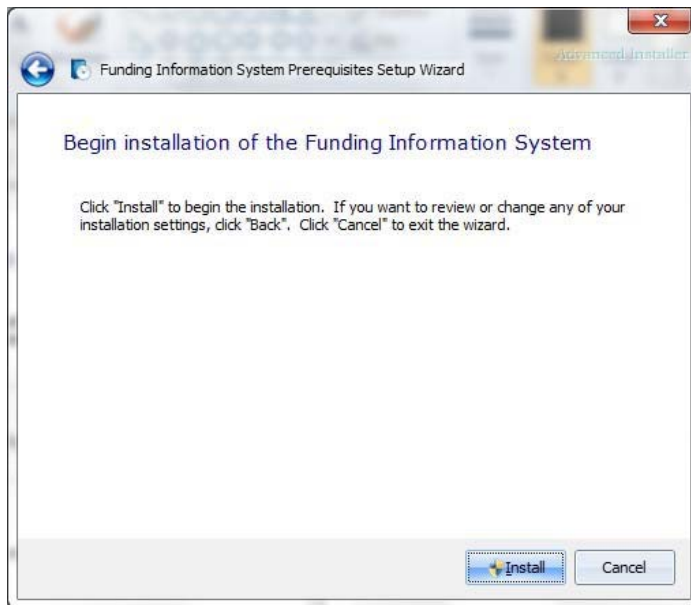 Advanced Installer
Funding Information System Prerequisites Setup Wizard
Begin installation of the Funding Information System
Click "Install" to begin the installation. If you want to review or change any of your
installation settings, click "Back". Click "Cancel" to exit the wizard.
Install
Cancel